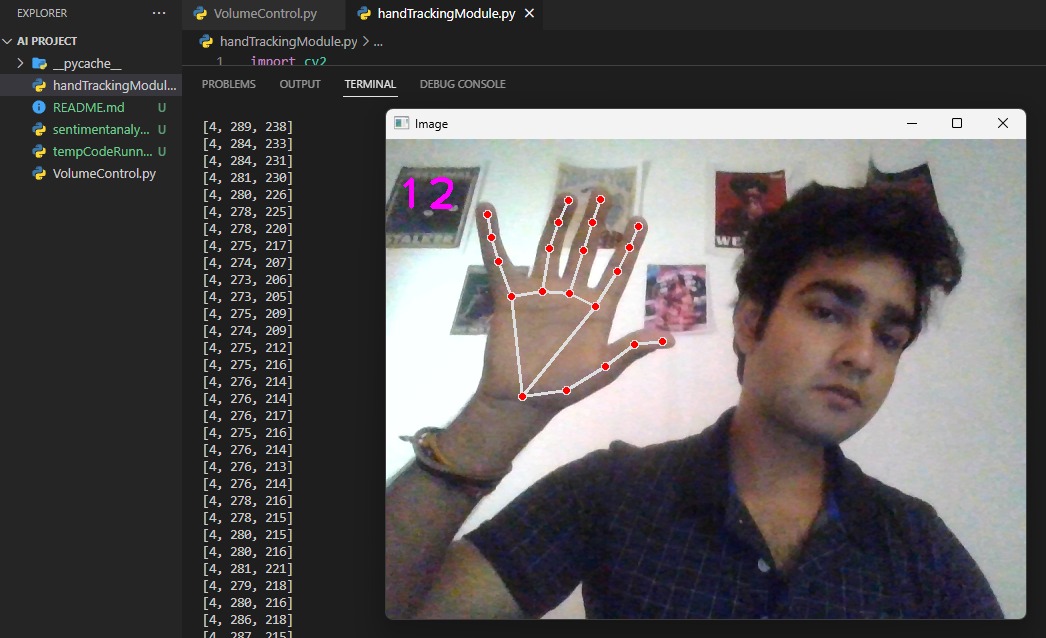 EXPLORER
···
AI PROJECT
__pycache__
handTrackingModul...
README.md U
sentimentanaly... U
tempCodeRunn... U
VolumeControl.py
VolumeControl.py
handTrackingModule.py
handTrackingModule.py > ...
1 import cv2
PROBLEMS OUTPUT TERMINAL DEBUG CONSOLE
[4, 289, 238]
[4, 284, 233]
[4, 284, 231]
[4, 281, 230]
[4, 280, 226]
[4, 278, 225]
[4, 278, 220]
[4, 275, 217]
[4, 274, 207]
[4, 273, 206]
[4, 273, 205]
[4, 275, 209]
[4, 274, 209]
[4, 275, 212]
[4, 275, 216]
[4, 276, 214]
[4, 276, 214]
[4, 276, 217]
[4, 275, 216]
[4, 276, 214]
[4, 276, 213]
[4, 276, 214]
[4, 278, 216]
[4, 278, 215]
[4, 280, 215]
[4, 280, 216]
[4, 281, 221]
[4, 279, 218]
[4, 280, 216]
[4, 286, 218]
[4, 287, 215]
Image
12
STALKER
WE